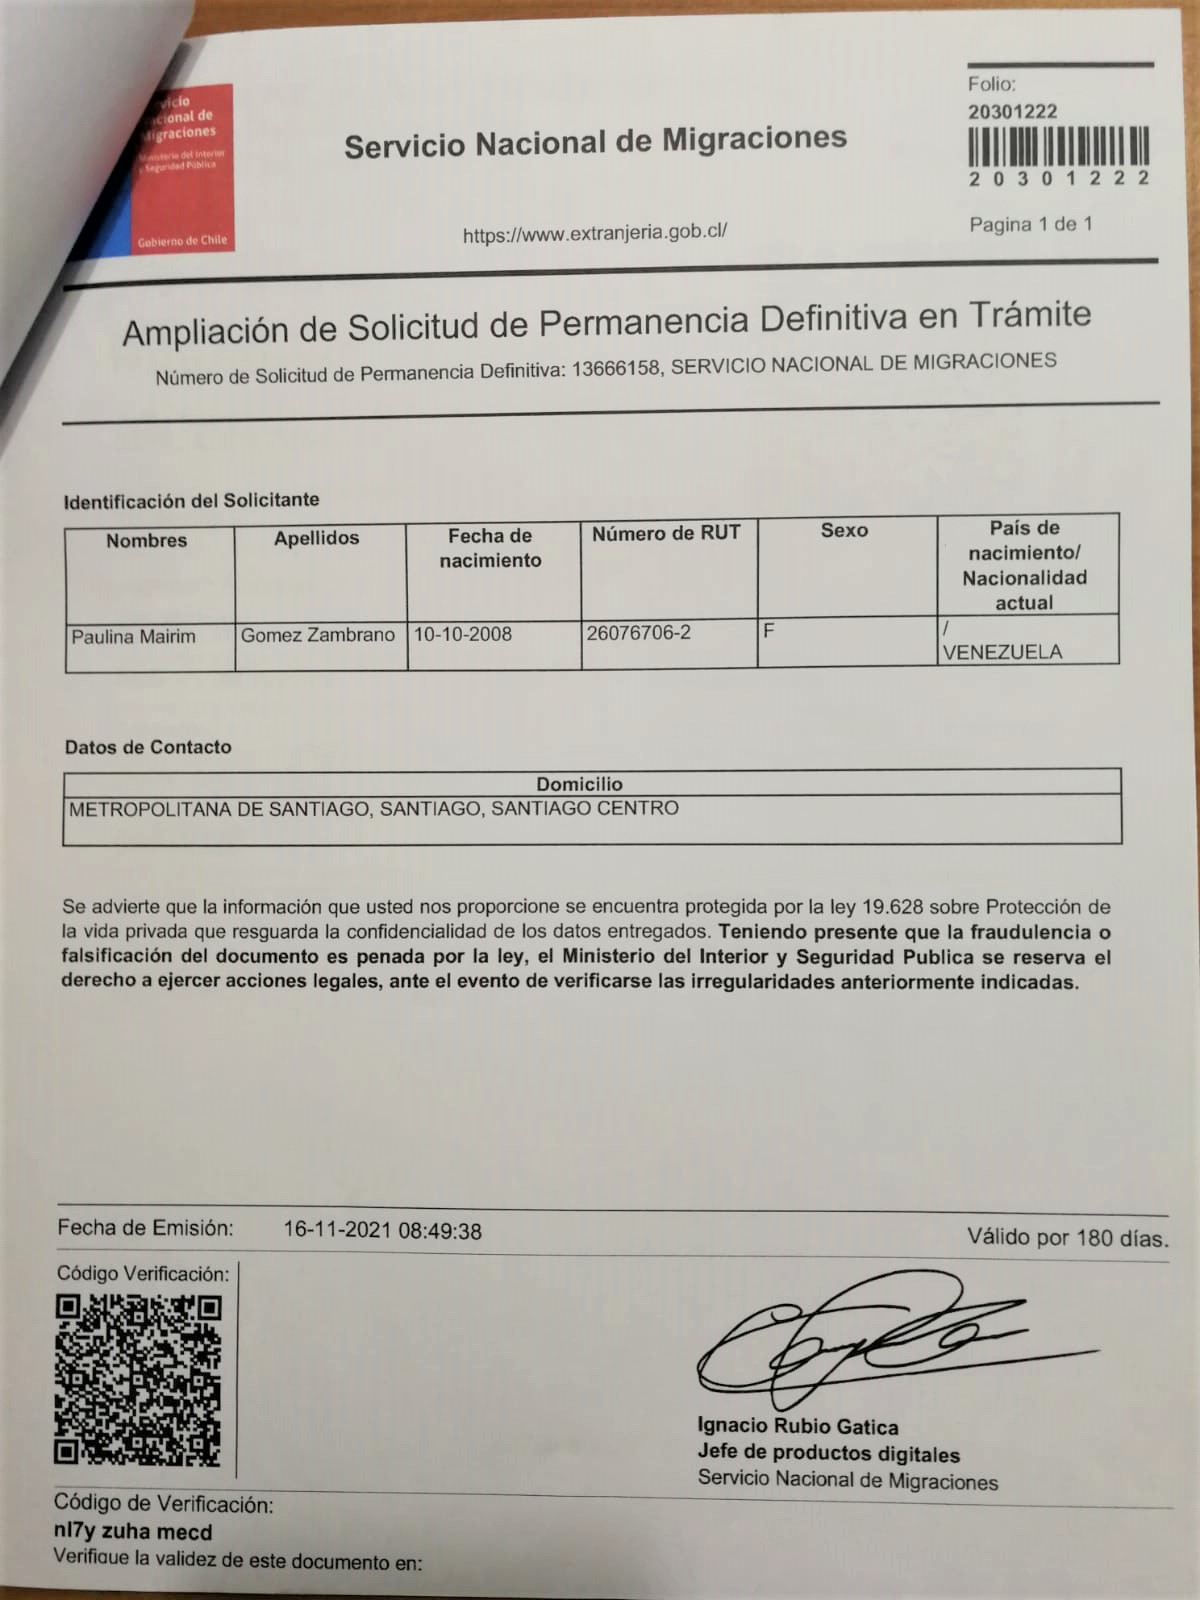 vicio
cional de
Migraciones
Ministerio del Interior
y Seguridad Pública
Gobierno de Chile
Servicio Nacional de Migraciones
https://www.extranjeria.gob.cl/
Folio:
20301222
2 0 3 0 1 2 2 2
Pagina 1 de 1
Ampliación de Solicitud de Permanencia Definitiva en Trámite
Número de Solicitud de Permanencia Definitiva: 13666158, SERVICIO NACIONAL DE MIGRACIONES
Identificación del Solicitante
Nombres Apellidos Fecha de nacimiento Número de RUT Sexo País de nacimiento/ Nacionalidad actual
Paulina Mairim Gomez Zambrano 10-10-2008 26076706-2 F / VENEZUELA
Datos de Contacto
Domicilio
METROPOLITANA DE SANTIAGO, SANTIAGO, SANTIAGO CENTRO
Se advierte que la información que usted nos proporcione se encuentra protegida por la ley 19.628 sobre Protección de
la vida privada que resguarda la confidencialidad de los datos entregados. Teniendo presente que la fraudulencia o
falsificación del documento es penada por la ley, el Ministerio del Interior y Seguridad Publica se reserva el
derecho a ejercer acciones legales, ante el evento de verificarse las irregularidades anteriormente indicadas.
Fecha de Emisión: 16-11-2021 08:49:38 Válido por 180 días.
Código Verificación:
Ignacio Rubio Gatica
Jefe de productos digitales
Servicio Nacional de Migraciones
Código de Verificación:
nl7y zuha mecd
Verifique la validez de este documento en: